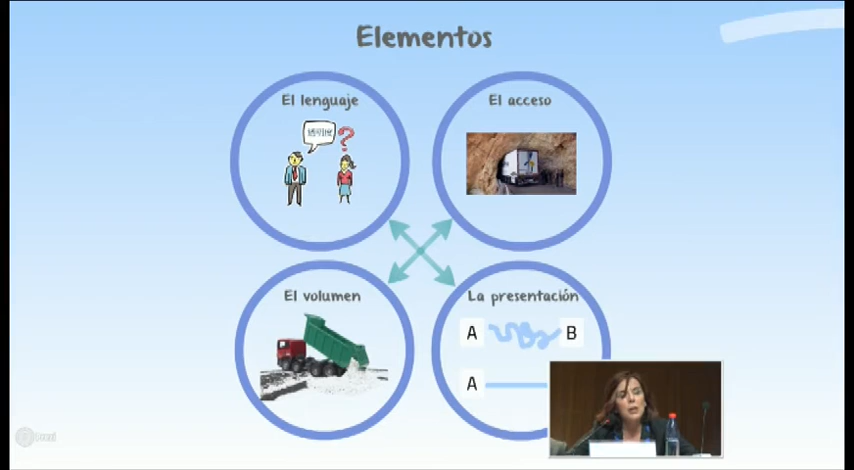 Elementos
El lenguaje
El acceso
El volumen
La presentación
A
B
A